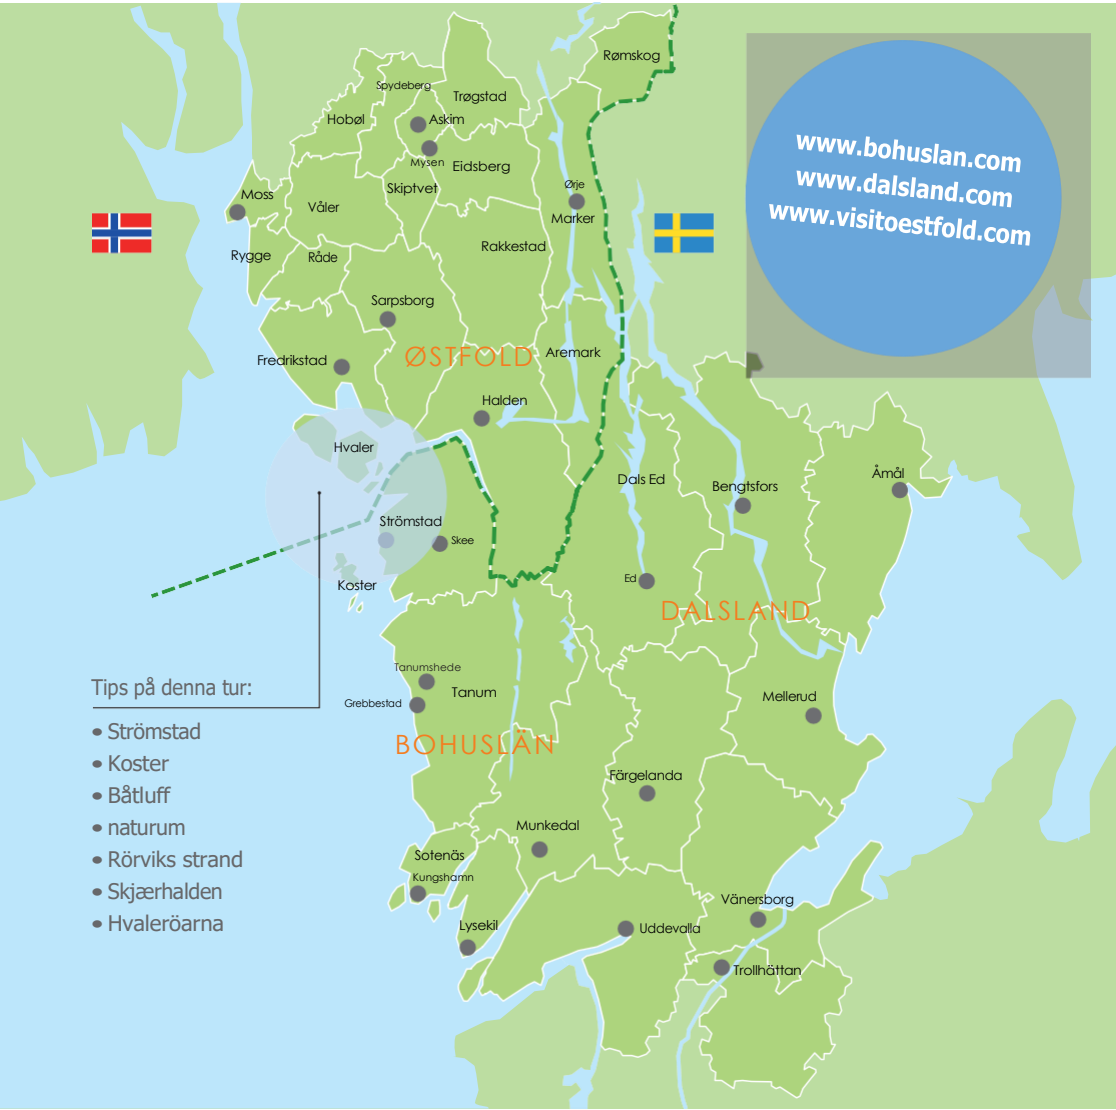 Rømskog
Spydeberg
Trøgstad
Hobøl
Askim
Mysen
Eidsberg
Skiptvet
Ørje
Marker
Moss
Våler
Rakkestad
Rygge
Råde
Sarpsborg
ØSTFOLD
Aremark
Fredrikstad
Halden
Hvaler
Dals Ed
Bengtsfors
Åmål
Strömstad
Skee
Koster
Ed
DALSLAND
Tanumshede
Tanum
Grebbestad
Mellerud
BOHUSLÄN
Färgelanda
Munkedal
Sotenäs
Kungshamn
Vänersborg
Lysekil
Uddevalla
Trollhättan
www.bohuslan.com
www.dalsland.com
www.visitoestfold.com
Tips på denna tur:
• Strömstad
• Koster
• Båtluff
• naturum
• Rörviks strand
• Skjærhalden
• Hvaleröarna